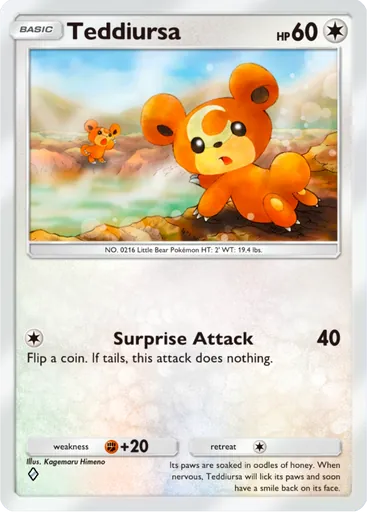 BASIC
Teddiursa
HP 60
NO. 0216 Little Bear Pokémon HT: 2' WT: 19.4 lbs.
Surprise Attack 40
Flip a coin. If tails, this attack does nothing.
weakness +20
retreat
Illus. Kagemaru Himeno
Its paws are soaked in oodles of honey. When
nervous, Teddiursa will lick its paws and soon
have a smile back on its face.